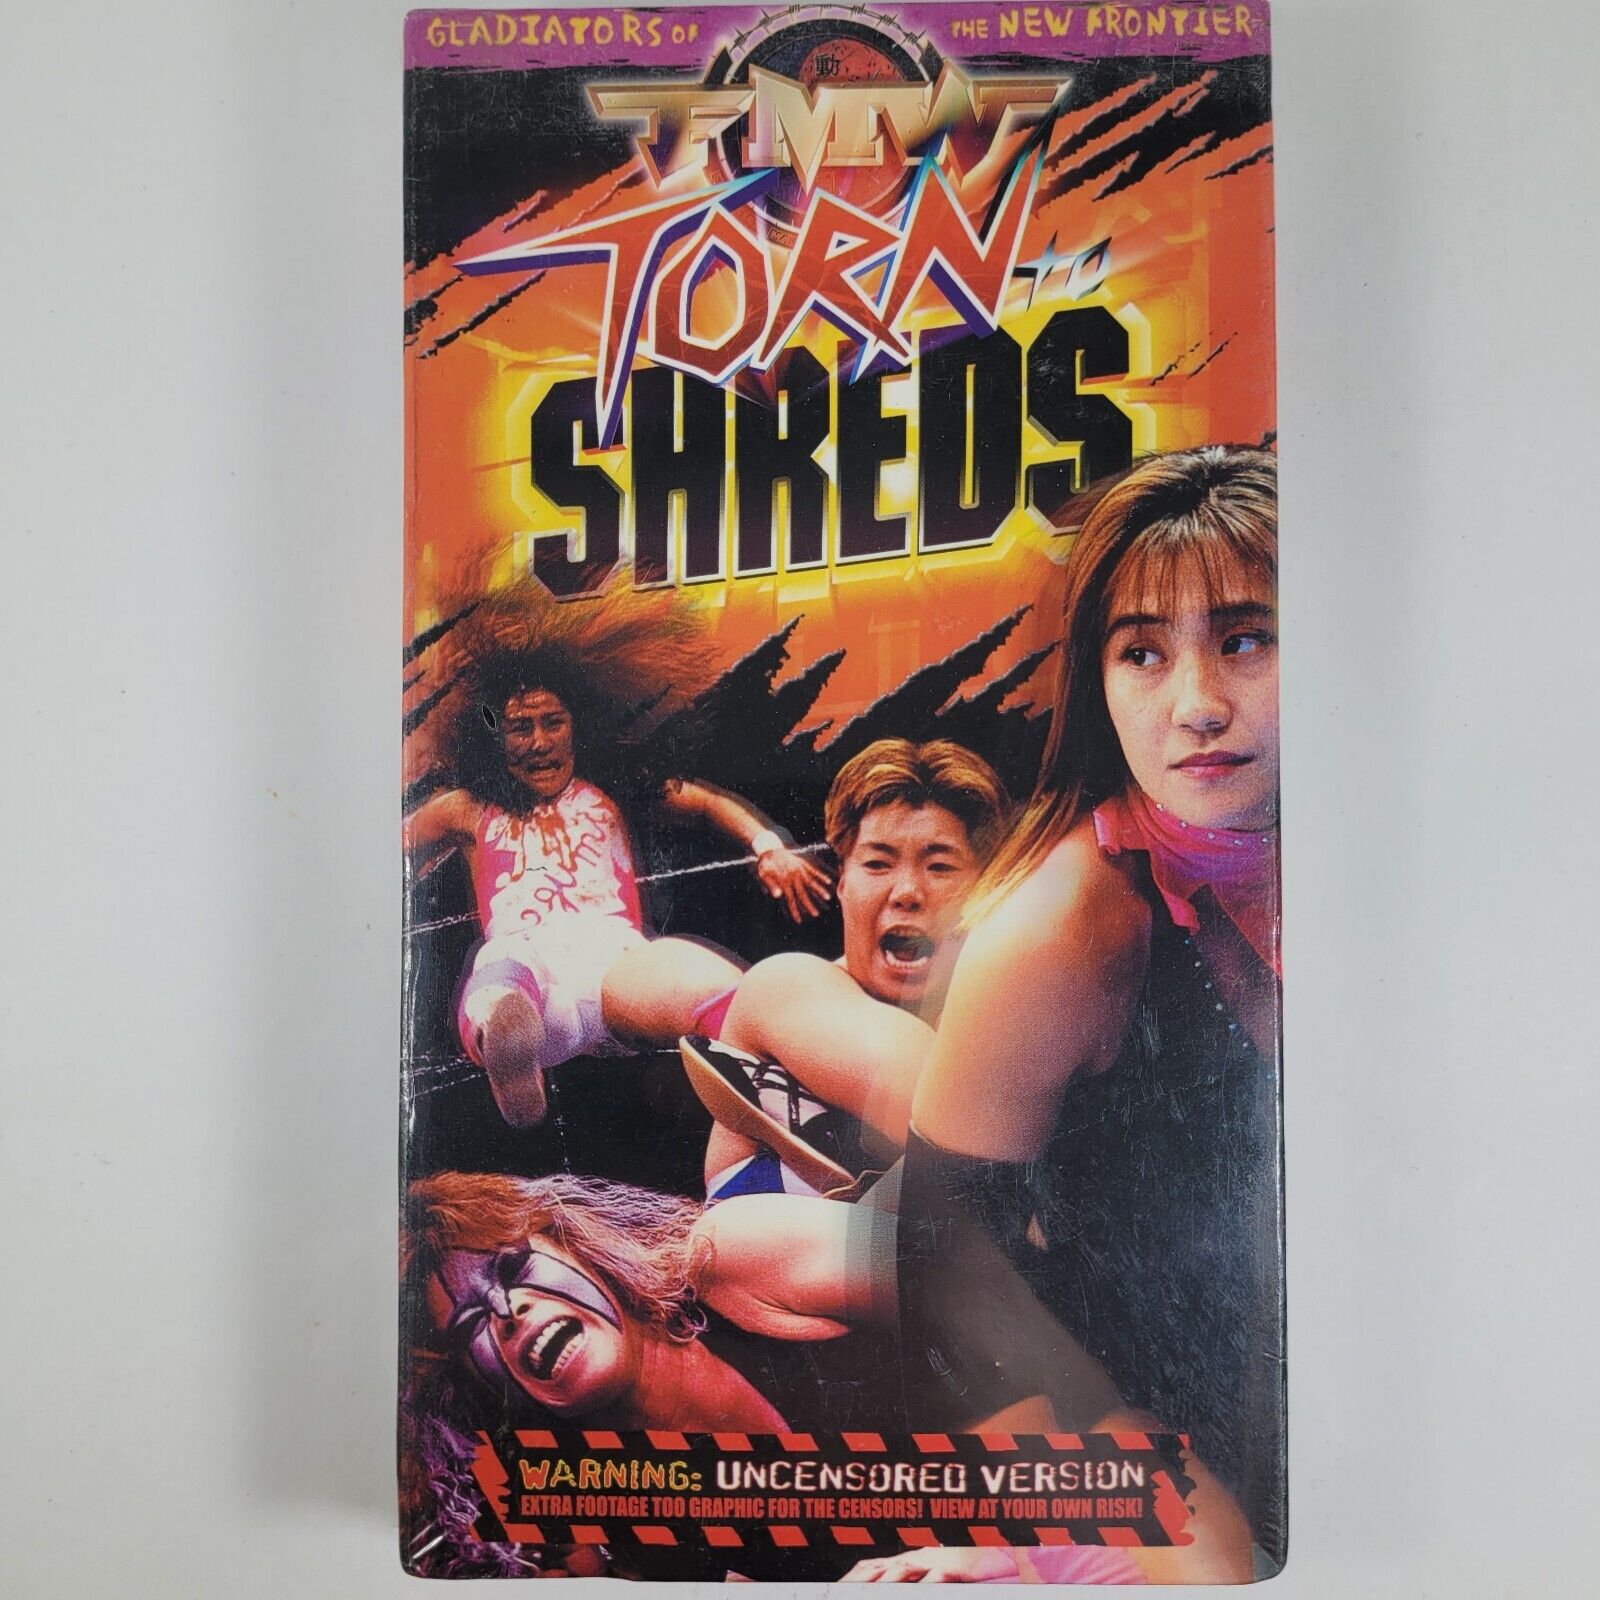 GLADIATORS OF THE NEW FRONTIER
動
FMW
TORN to
SHREDS
WARNING: UNCENSORED VERSION
EXTRA FOOTAGE TOO GRAPHIC FOR THE CENSORS! VIEW AT YOUR OWN RISK!